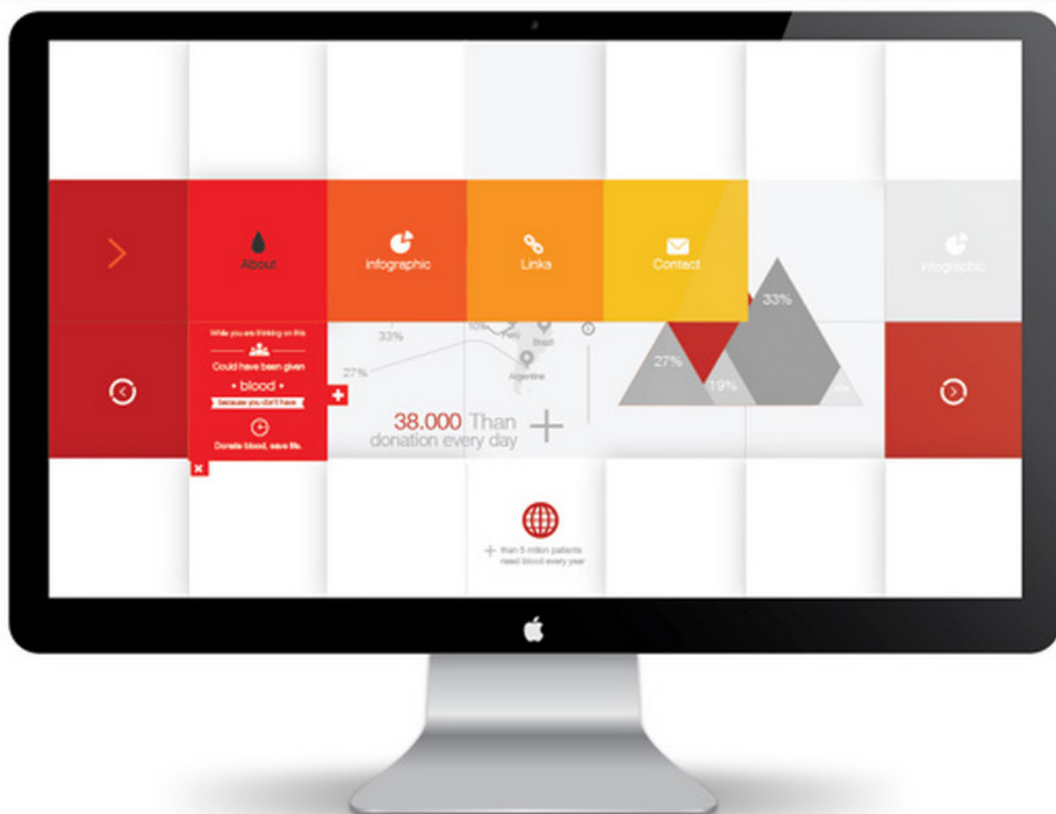 About
infographic
Links
Contact
infographic
While you are thinking on this
Could have been given
• blood •
because you don't have
Donate blood, save life.
33%
10%
Peru
Brazil
27%
Argentine
38.000 Than
donation every day
33%
27%
19%
than 5 million patients
need blood every year